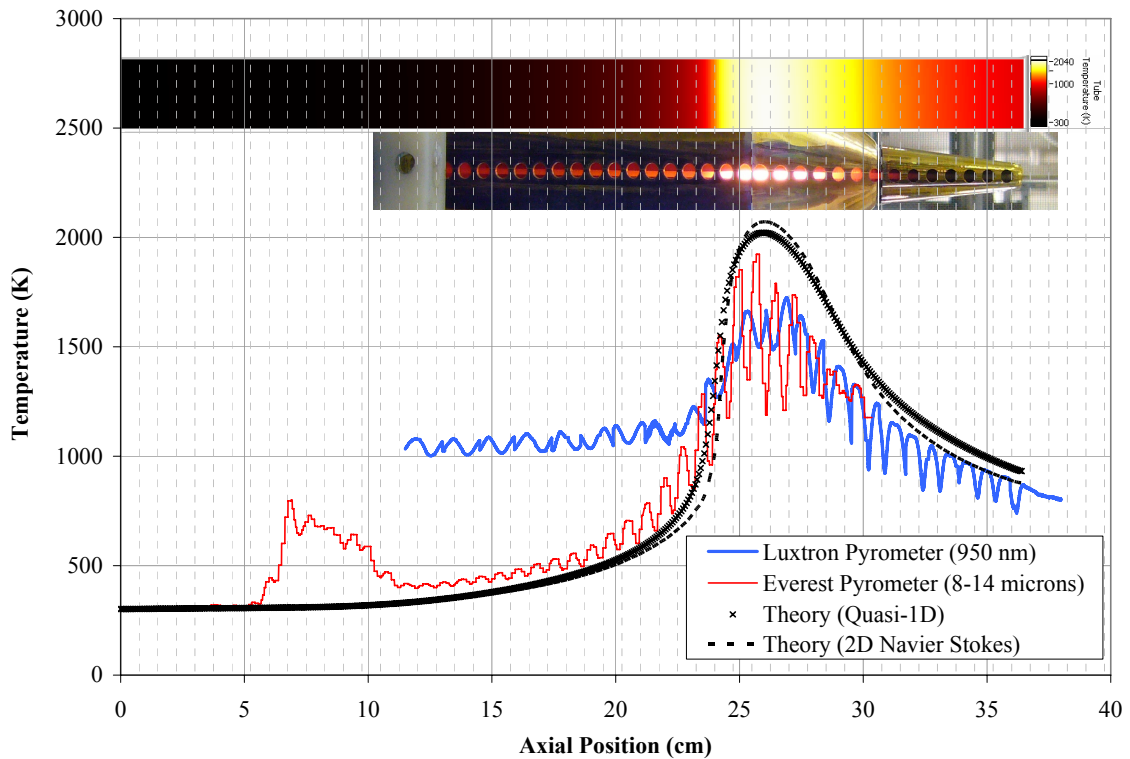 3000
2500
2000
1500
1000
500
0
Temperature (K)
2040
1000
300
Tube
Temperature (K)
Luxtron Pyrometer (950 nm)
Everest Pyrometer (8-14 microns)
Theory (Quasi-1D)
Theory (2D Navier Stokes)
0 5 10 15 20 25 30 35 40
Axial Position (cm)